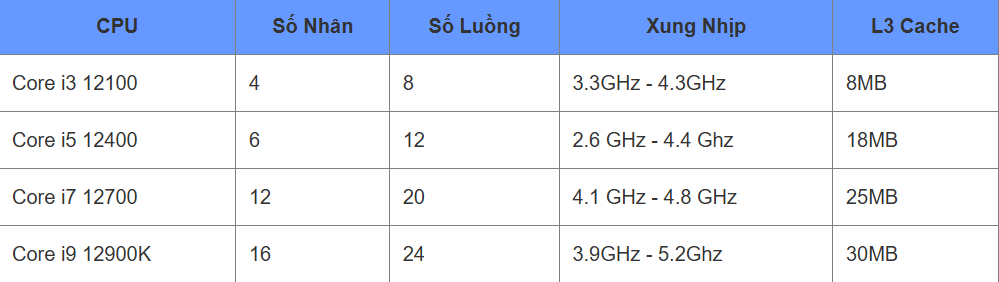 CPU Số Nhân Số Luồng Xung Nhịp L3 Cache
Core i3 12100 4 8 3.3GHz - 4.3GHz 8MB
Core i5 12400 6 12 2.6 GHz - 4.4 Ghz 18MB
Core i7 12700 12 20 4.1 GHz - 4.8 GHz 25MB
Core i9 12900K 16 24 3.9GHz - 5.2Ghz 30MB